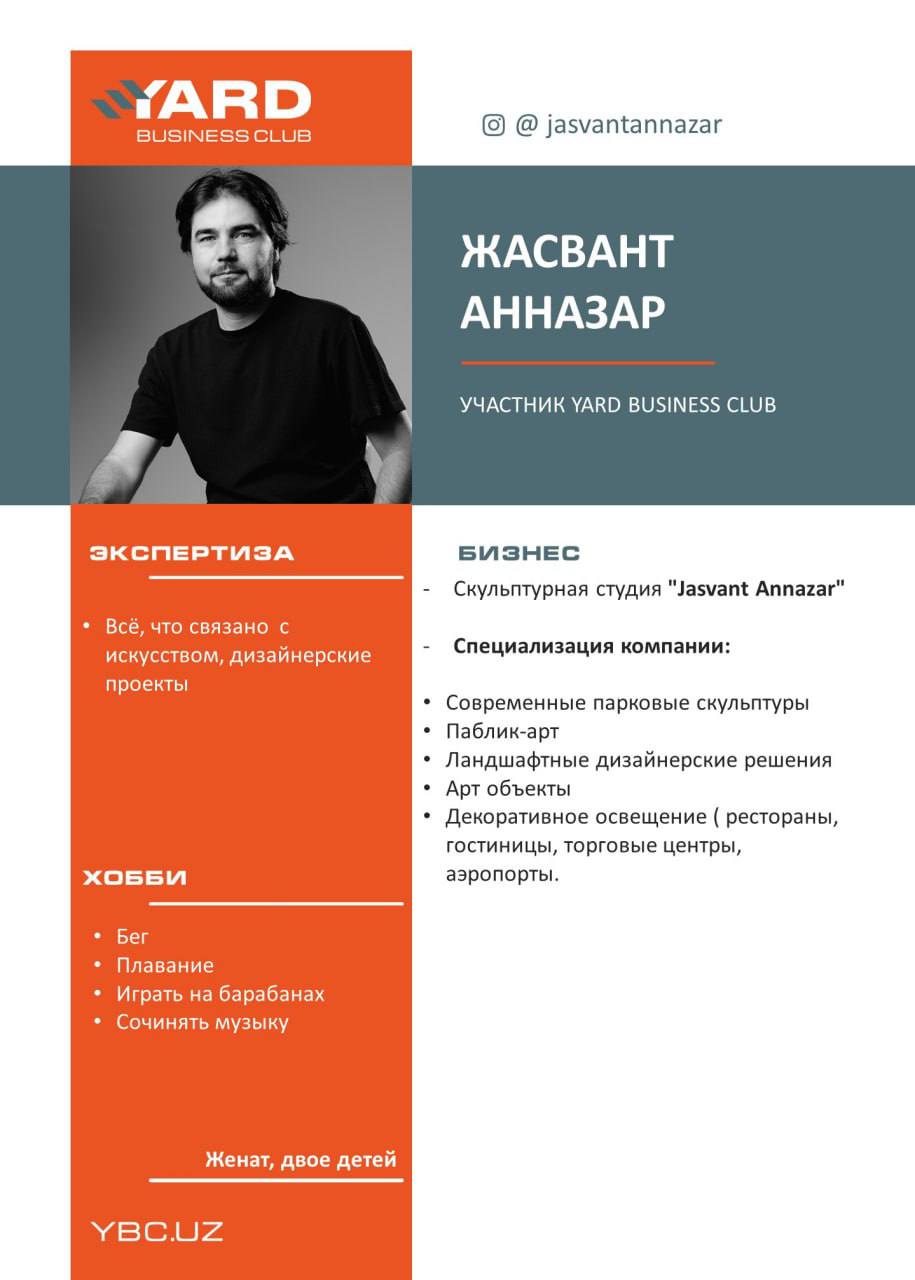 YARD
BUSINESS CLUB
@ jasvantannazar
ЖАСВАНТ
АННАЗАР
УЧАСТНИК YARD BUSINESS CLUB
ЭКСПЕРТИЗА
• Всё, что связано с
искусством, дизайнерские
проекты
ХОББИ
• Бег
• Плавание
• Играть на барабанах
• Сочинять музыку
Женат, двое детей
YBC.UZ
БИЗНЕС
- Скульптурная студия "Jasvant Annazar"
- Специализация компании:
• Современные парковые скульптуры
• Паблик-арт
• Ландшафтные дизайнерские решения
• Арт объекты
• Декоративное освещение ( рестораны,
гостиницы, торговые центры,
аэропорты.